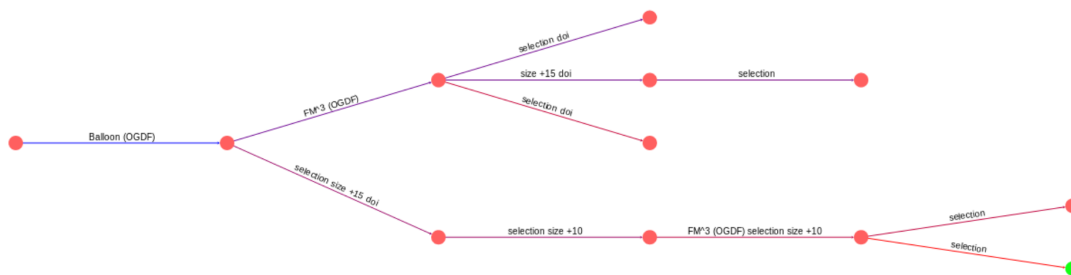 selection doi
size +15 doi
selection
FM^3 (OGDF)
selection doi
Balloon (OGDF)
selection size +15 doi
selection size +10
FM^3 (OGDF) selection size +10
selection
selection